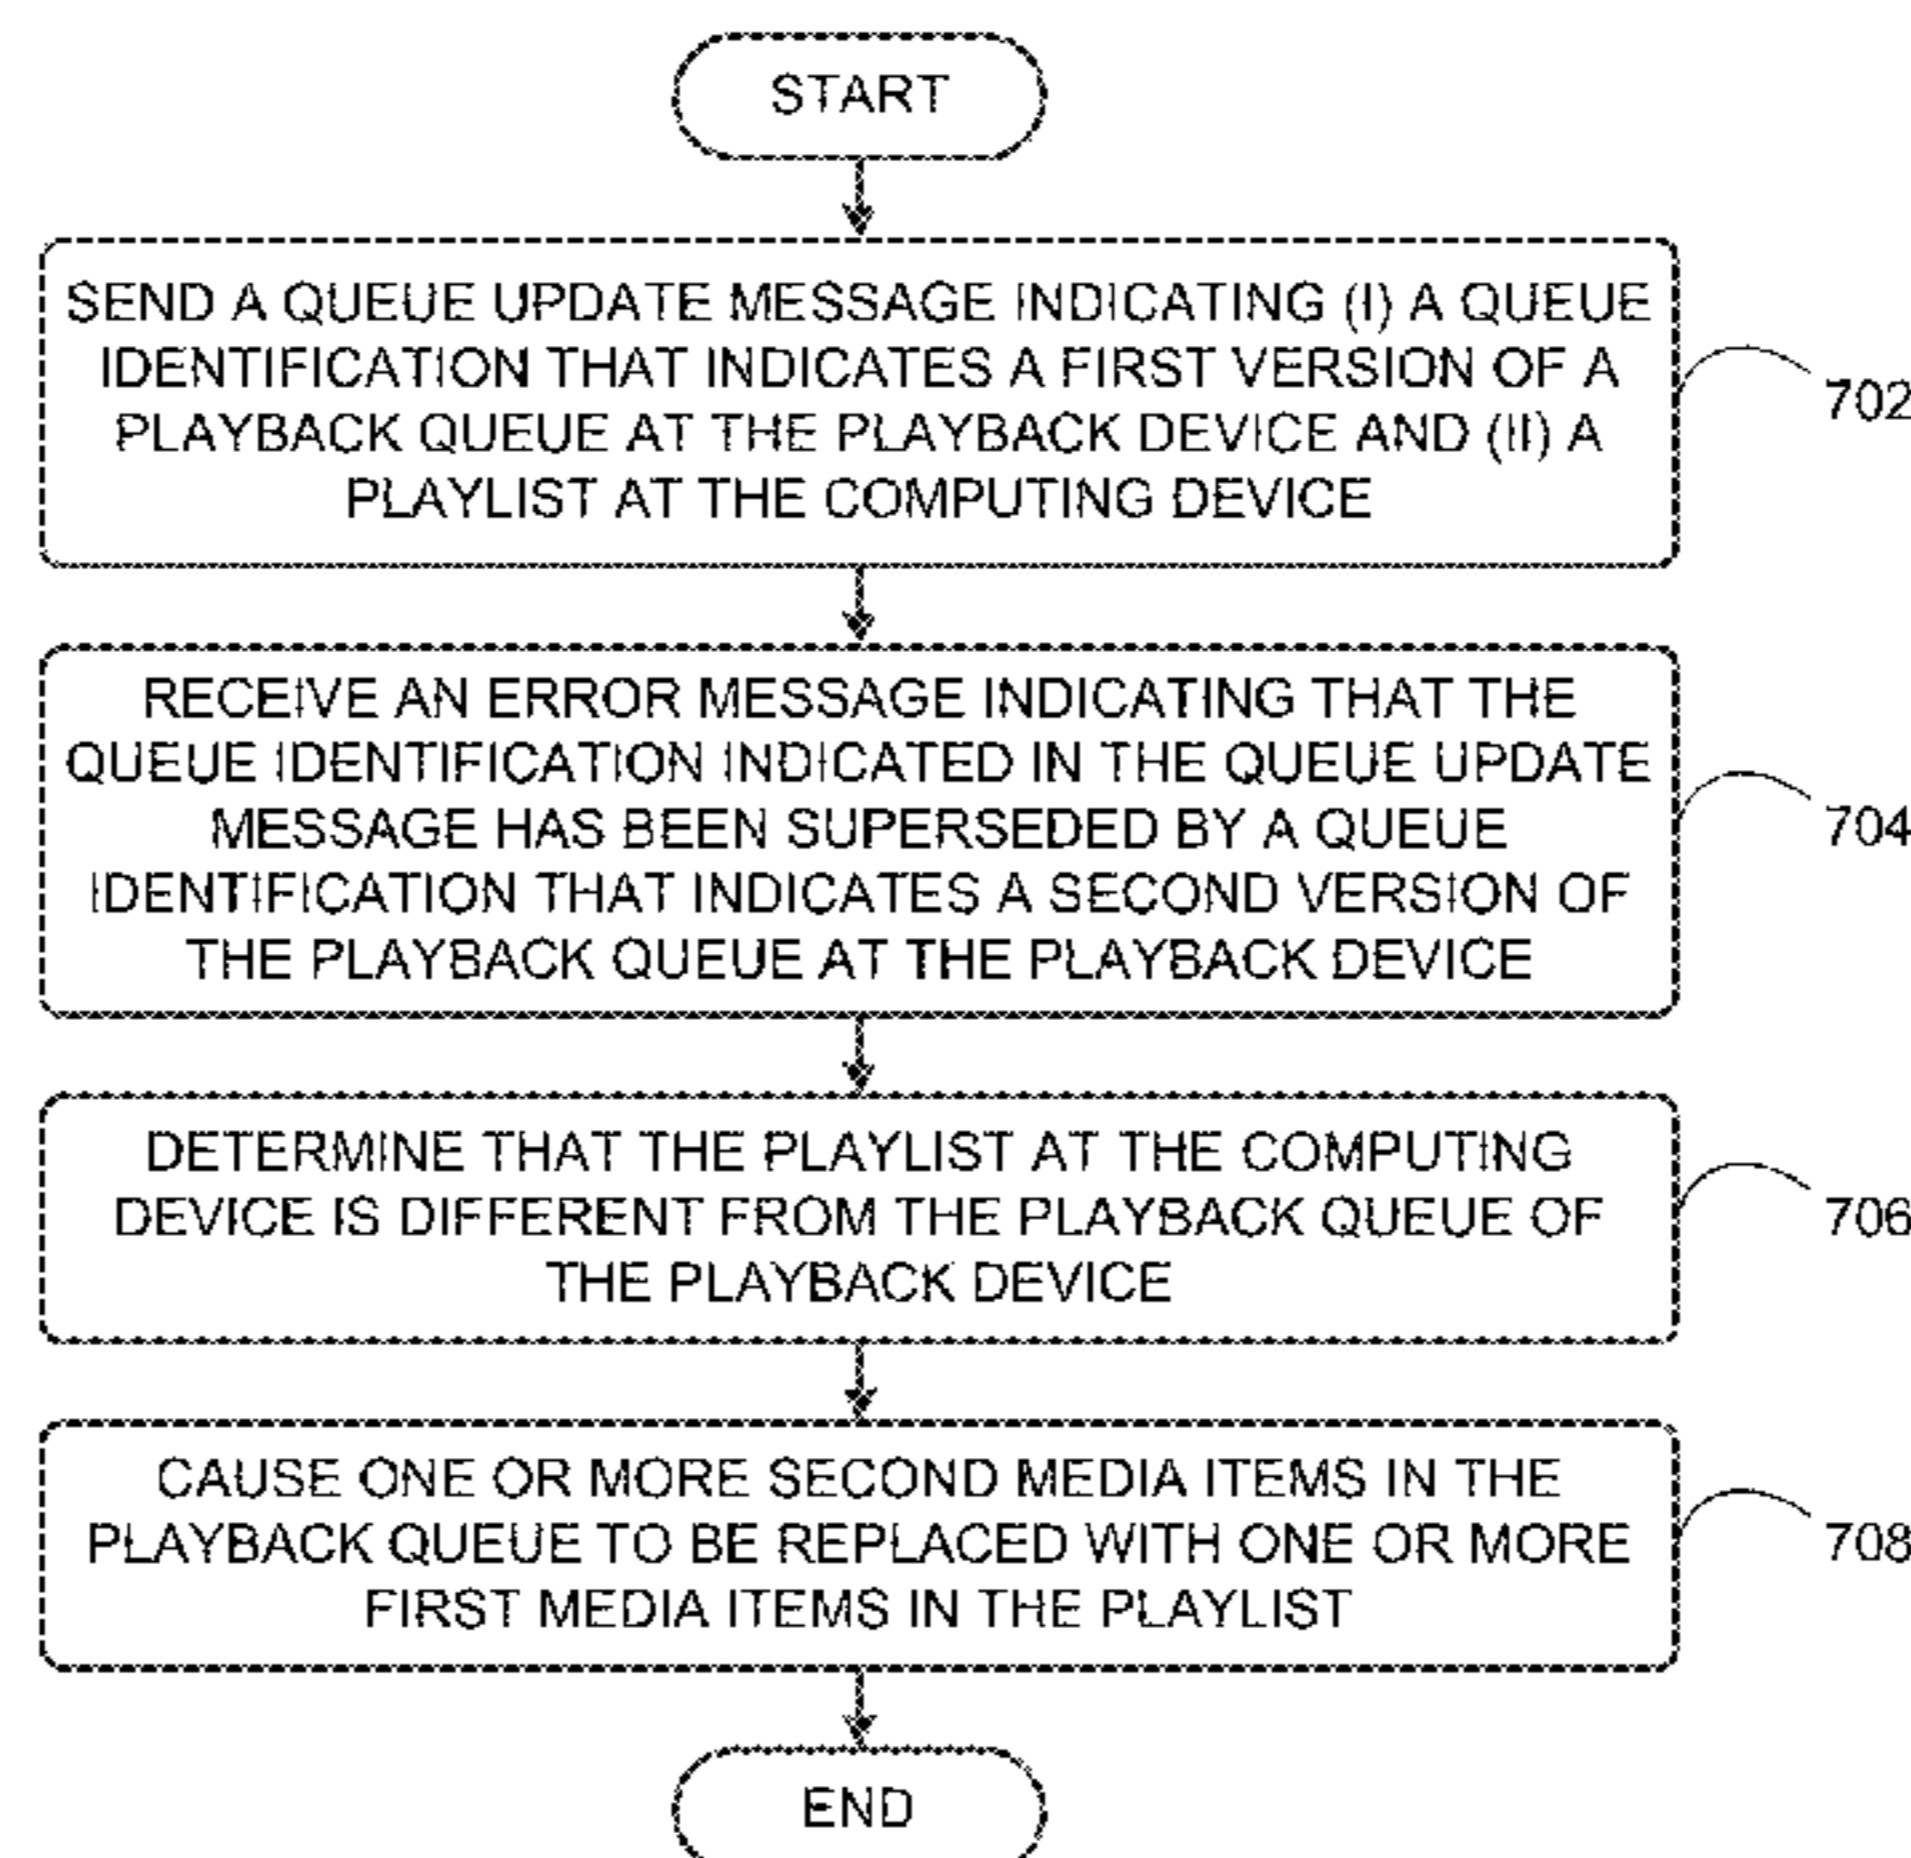 START
SEND A QUEUE UPDATE MESSAGE INDICATING (I) A QUEUE
IDENTIFICATION THAT INDICATES A FIRST VERSION OF A
PLAYBACK QUEUE AT THE PLAYBACK DEVICE AND (II) A
PLAYLIST AT THE COMPUTING DEVICE
702
RECEIVE AN ERROR MESSAGE INDICATING THAT THE
QUEUE IDENTIFICATION INDICATED IN THE QUEUE UPDATE
MESSAGE HAS BEEN SUPERSEDED BY A QUEUE
IDENTIFICATION THAT INDICATES A SECOND VERSION OF
THE PLAYBACK QUEUE AT THE PLAYBACK DEVICE
704
DETERMINE THAT THE PLAYLIST AT THE COMPUTING
DEVICE IS DIFFERENT FROM THE PLAYBACK QUEUE OF
THE PLAYBACK DEVICE
706
CAUSE ONE OR MORE SECOND MEDIA ITEMS IN THE
PLAYBACK QUEUE TO BE REPLACED WITH ONE OR MORE
FIRST MEDIA ITEMS IN THE PLAYLIST
708
END